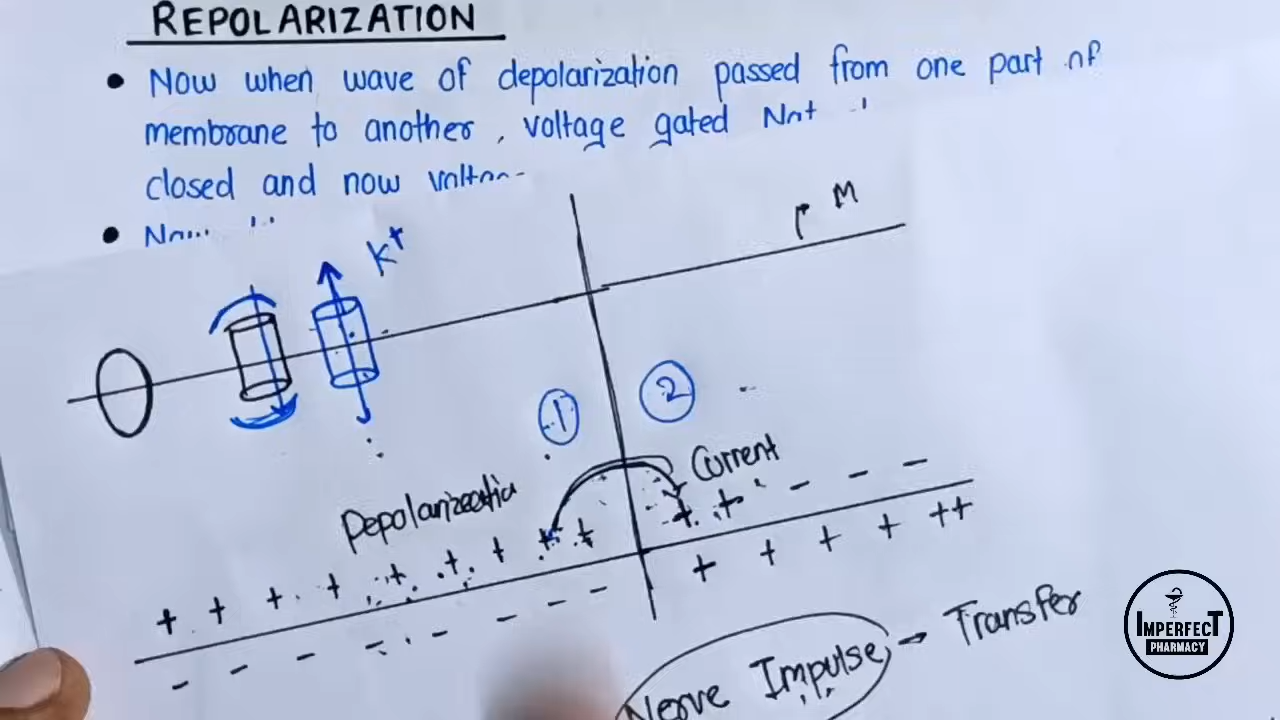 REPOLARIZATION
• Now when wave of depolarization passed from one part of
membrane to another, voltage gated Na+
closed and now
•
M
K+
1
2
Current
Depolarization
+ + + + + + + + + + + - - -
- - - - - - - - + + + + ++
Nerve Impulse → Transfer
IMPERFECT
PHARMACY